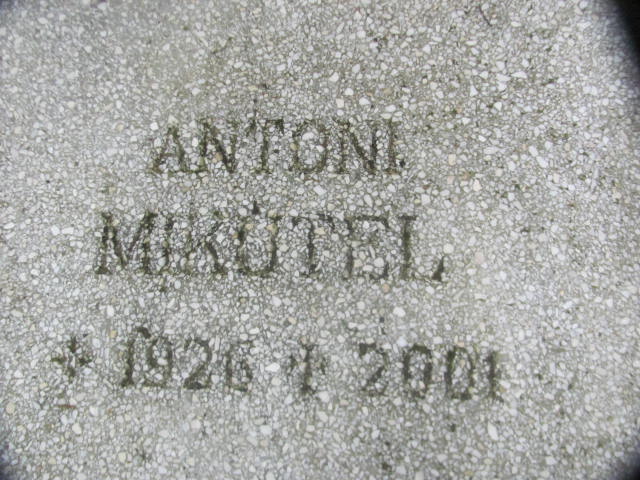 ANTONI
MIKUTEL
* 1926 † 2001